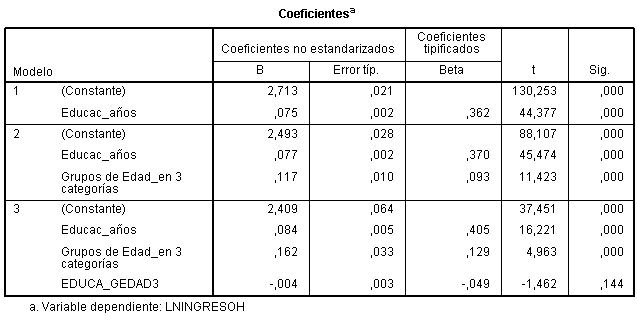 Coeficientesa
Coeficientes no estandarizados
Coeficientes tipificados
Modelo B Error típ. Beta t Sig.
1 (Constante) 2,713 ,021 130,253 ,000
Educac_años ,075 ,002 ,362 44,377 ,000
2 (Constante) 2,493 ,028 88,107 ,000
Educac_años ,077 ,002 ,370 45,474 ,000
Grupos de Edad_en 3 categorías ,117 ,010 ,093 11,423 ,000
3 (Constante) 2,409 ,064 37,451 ,000
Educac_años ,084 ,005 ,405 16,221 ,000
Grupos de Edad_en 3 categorías ,162 ,033 ,129 4,963 ,000
EDUCA_GEDAD3 -,004 ,003 -,049 -1,462 ,144
a. Variable dependiente: LNINGRESOH